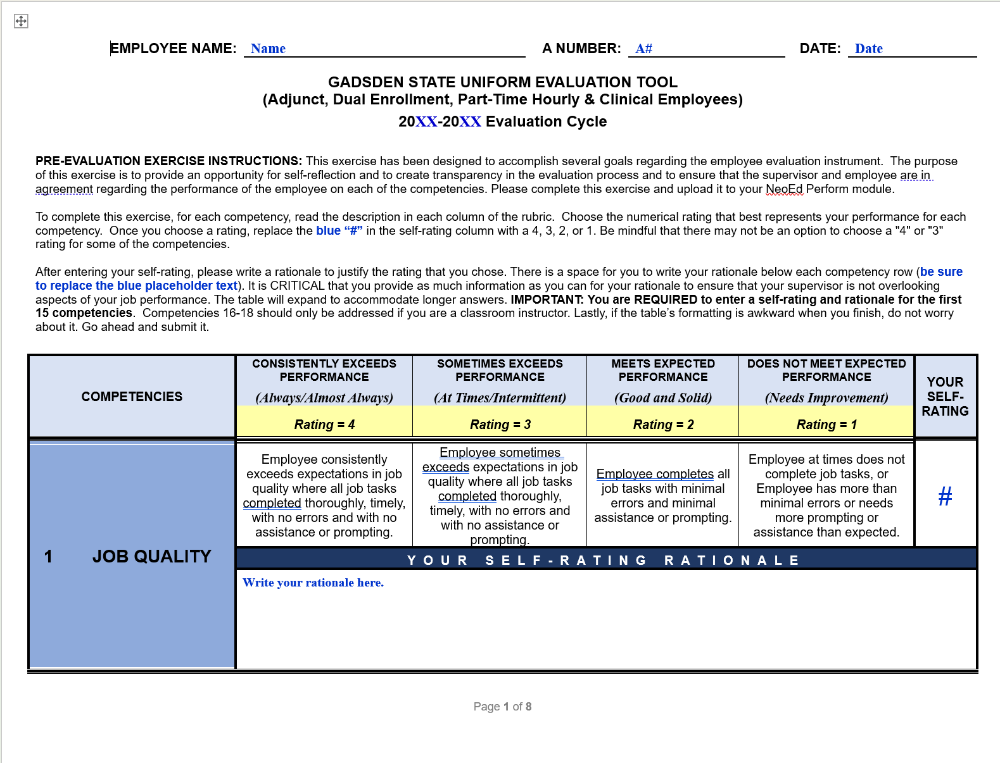 EMPLOYEE NAME: Name A NUMBER: A# DATE: Date
GADSDEN STATE UNIFORM EVALUATION TOOL
(Adjunct, Dual Enrollment, Part-Time Hourly & Clinical Employees)
20XX-20XX Evaluation Cycle
PRE-EVALUATION EXERCISE INSTRUCTIONS: This exercise has been designed to accomplish several goals regarding the employee evaluation instrument.  The purpose
of this exercise is to provide an opportunity for self-reflection and to create transparency in the evaluation process and to ensure that the supervisor and employee are in
agreement regarding the performance of the employee on each of the competencies. Please complete this exercise and upload it to your NeoEd Perform module.
To complete this exercise, for each competency, read the description in each column of the rubric.  Choose the numerical rating that best represents your performance for each
competency.  Once you choose a rating, replace the blue “#” in the self-rating column with a 4, 3, 2, or 1. Be mindful that there may not be an option to choose a "4" or "3"
rating for some of the competencies.
After entering your self-rating, please write a rationale to justify the rating that you chose. There is a space for you to write your rationale below each competency row (be sure
to replace the blue placeholder text). It is CRITICAL that you provide as much information as you can for your rationale to ensure that your supervisor is not overlooking
aspects of your job performance. The table will expand to accommodate longer answers. IMPORTANT: You are REQUIRED to enter a self-rating and rationale for the first
15 competencies.  Competencies 16-18 should only be addressed if you are a classroom instructor. Lastly, if the table’s formatting is awkward when you finish, do not worry
about it. Go ahead and submit it.
COMPETENCIES
CONSISTENTLY EXCEEDS
PERFORMANCE
(Always/Almost Always)
Rating = 4
SOMETIMES EXCEEDS
PERFORMANCE
(At Times/Intermittent)
Rating = 3
MEETS EXPECTED
PERFORMANCE
(Good and Solid)
Rating = 2
DOES NOT MEET EXPECTED
PERFORMANCE
(Needs Improvement)
Rating = 1
YOUR
SELF-
RATING
1 JOB QUALITY
Employee consistently
exceeds expectations in job
quality where all job tasks
completed thoroughly, timely,
with no errors and with no
assistance or prompting.
Employee sometimes
exceeds expectations in job
quality where all job tasks
completed thoroughly,
timely, with no errors and
with no assistance or
prompting.
Employee completes all
job tasks with minimal
errors and minimal
assistance or prompting.
Employee at times does not
complete job tasks, or
Employee has more than
minimal errors or needs
more prompting or
assistance than expected.
#
YOUR SELF-RATING RATIONALE
Write your rationale here.
Page 1 of 8